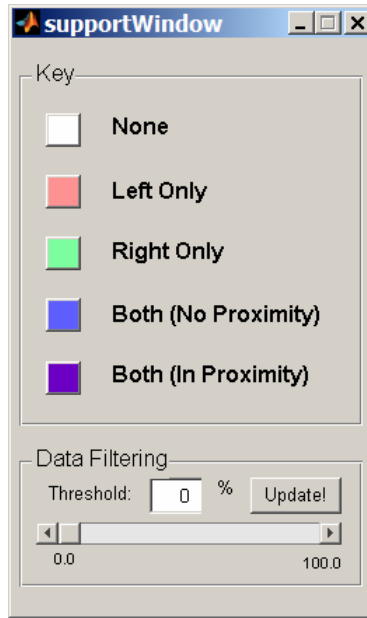 supportWindow
Key
None
Left Only
Right Only
Both (No Proximity)
Both (In Proximity)
Data Filtering
Threshold: 0 % Update!
0.0 100.0